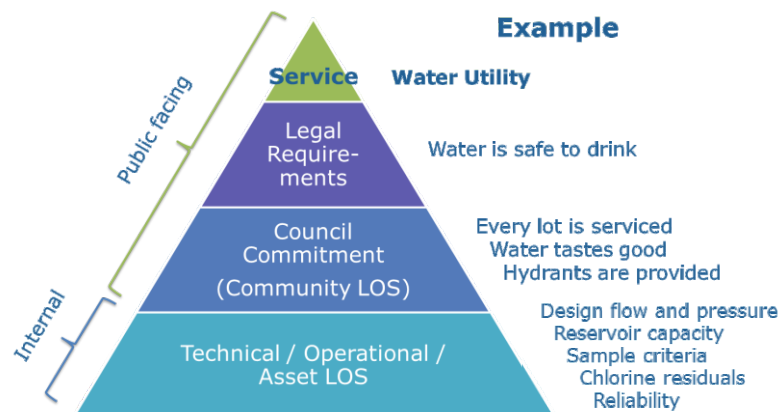 Example
Service
Water Utility
Public facing
Legal
Require-
ments
Water is safe to drink
Council
Commitment
(Community LOS)
Every lot is serviced
Water tastes good
Hydrants are provided
Internal
Technical / Operational /
Asset LOS
Design flow and pressure
Reservoir capacity
Sample criteria
Chlorine residuals
Reliability